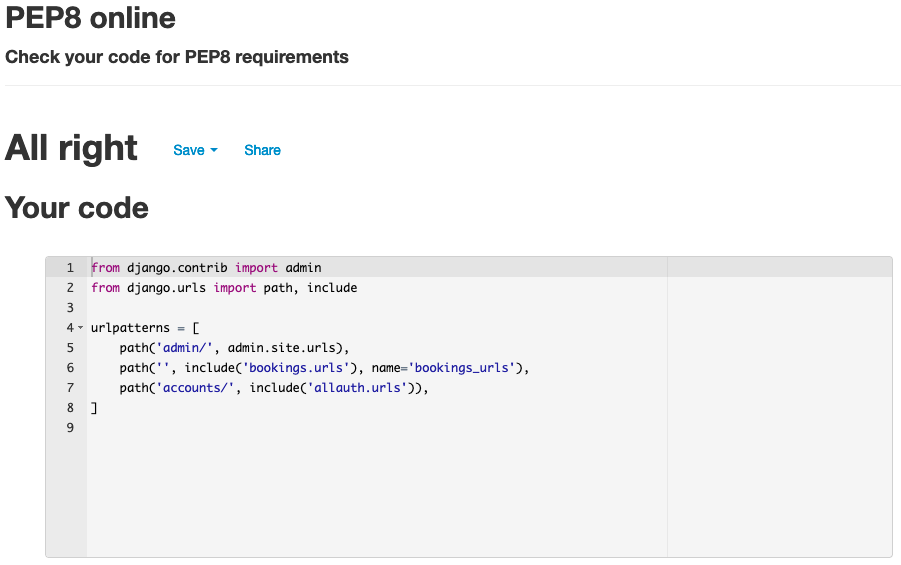 PEP8 online
Check your code for PEP8 requirements
All right Save Share
Your code
1 from django.contrib import admin
2 from django.urls import path, include
3
4 urlpatterns = [
5     path('admin/', admin.site.urls),
6     path('', include('bookings.urls'), name='bookings_urls'),
7     path('accounts/', include('allauth.urls')),
8 ]
9